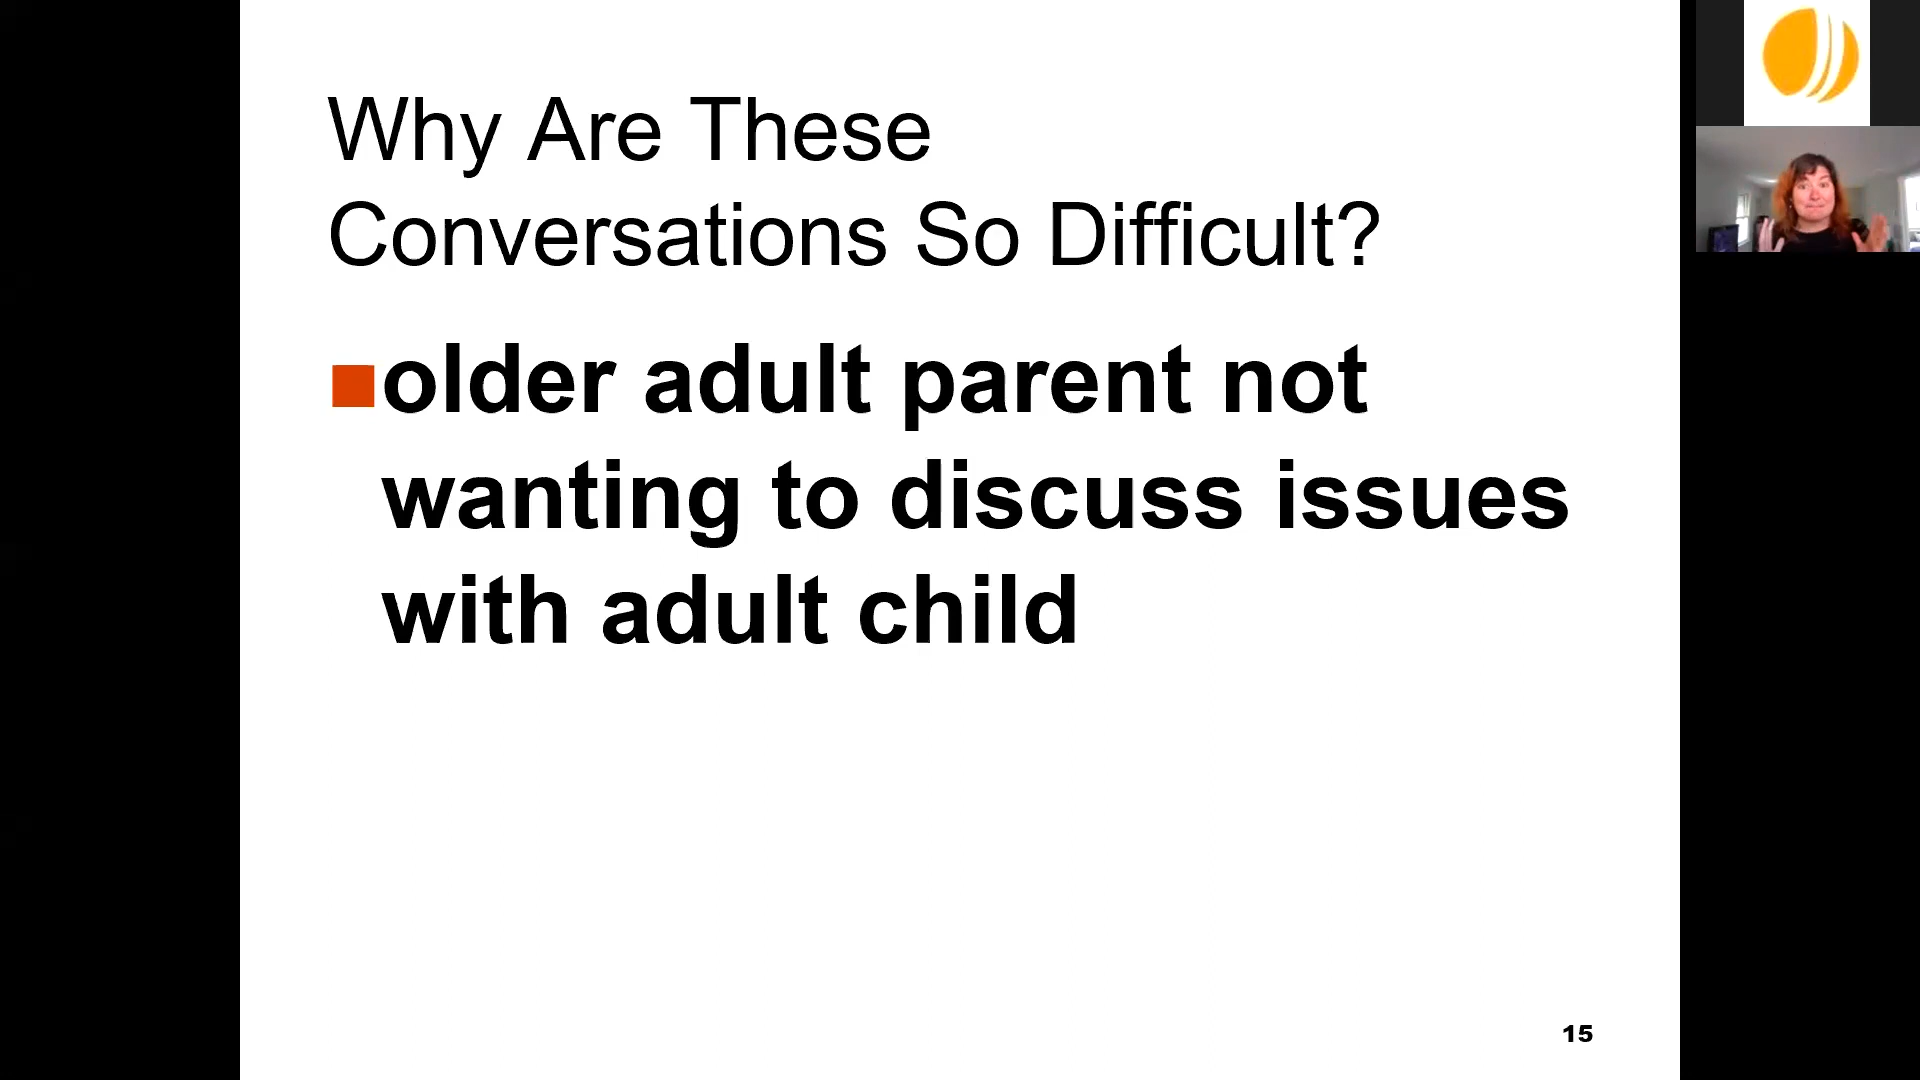 Why Are These
Conversations So Difficult?
older adult parent not
wanting to discuss issues
with adult child
15